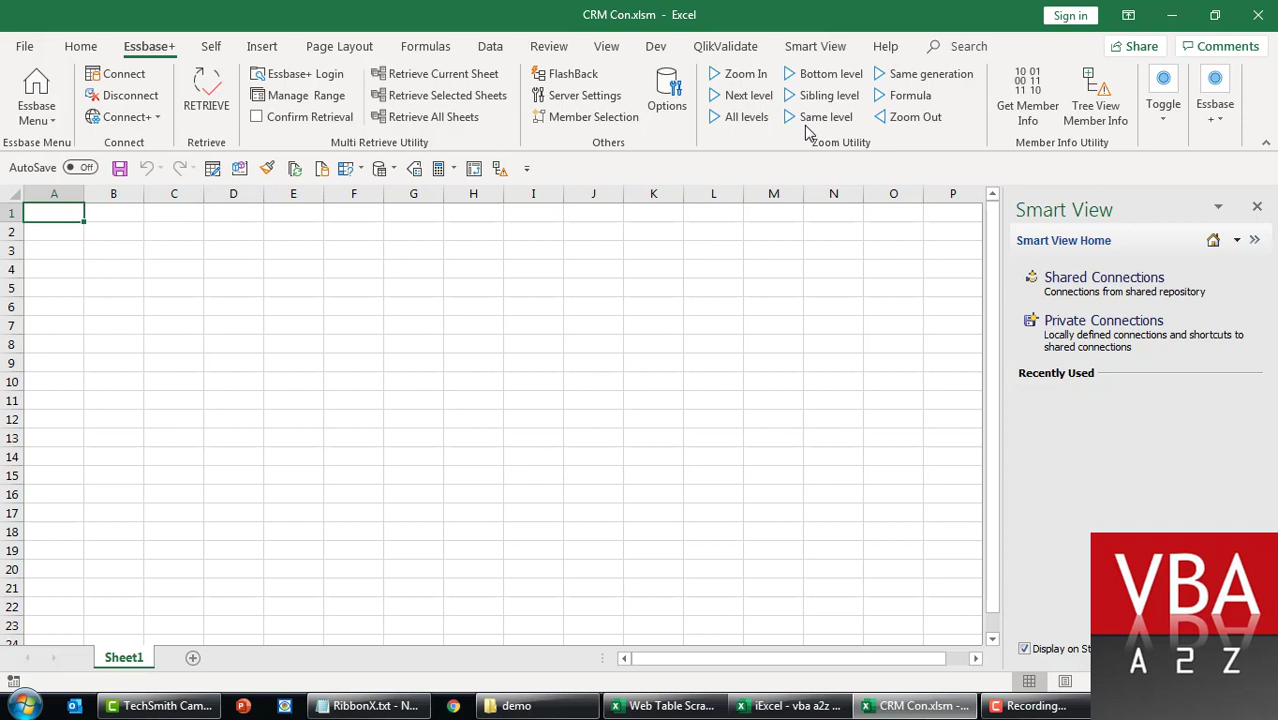 CRM Con.xlsm - Excel
Sign in
File Home Essbase+ Self Insert Page Layout Formulas Data Review View Dev QlikValidate Smart View Help Search Share Comments
Essbase Menu
Connect
Disconnect
Connect+
RETRIEVE
Essbase+ Login
Manage Range
Confirm Retrieval
Retrieve Current Sheet
Retrieve Selected Sheets
Retrieve All Sheets
FlashBack
Server Settings
Member Selection
Options
Zoom In
Next level
All levels
Bottom level
Sibling level
Same level
Same generation
Formula
Zoom Out
Get Member Info
Tree View Member Info
Toggle
Essbase +
Essbase Menu Connect Retrieve Multi Retrieve Utility Others Zoom Utility Member Info Utility
AutoSave Off
A B C D E F G H I J K L M N O P
1
2
3
4
5
6
7
8
9
10
11
12
13
14
15
16
17
18
19
20
21
22
23
24
Smart View
Smart View Home
Shared Connections
Connections from shared repository
Private Connections
Locally defined connections and shortcuts to
shared connections
Recently Used
Display on St
VBA
A 2 Z
Sheet1
TechSmith Cam... RibbonX.txt - N... demo Web Table Scra... iExcel - vba a2z ... CRM Con.xlsm -... Recording...